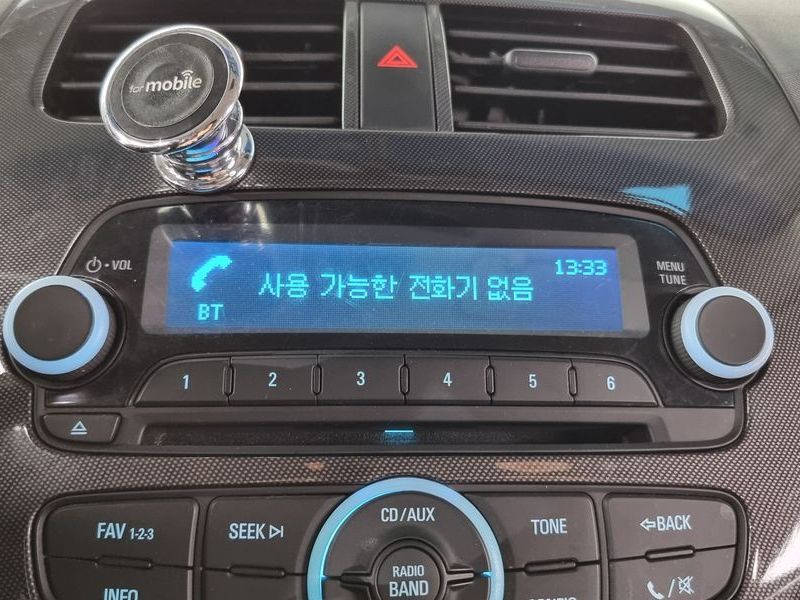 for mobile
VOL
MENU
TUNE
13:33
사용 가능한 전화기 없음
BT
1 2 3 4 5 6
FAV 1-2-3
SEEK
CD/AUX
TONE
BACK
RADIO
BAND
INFO